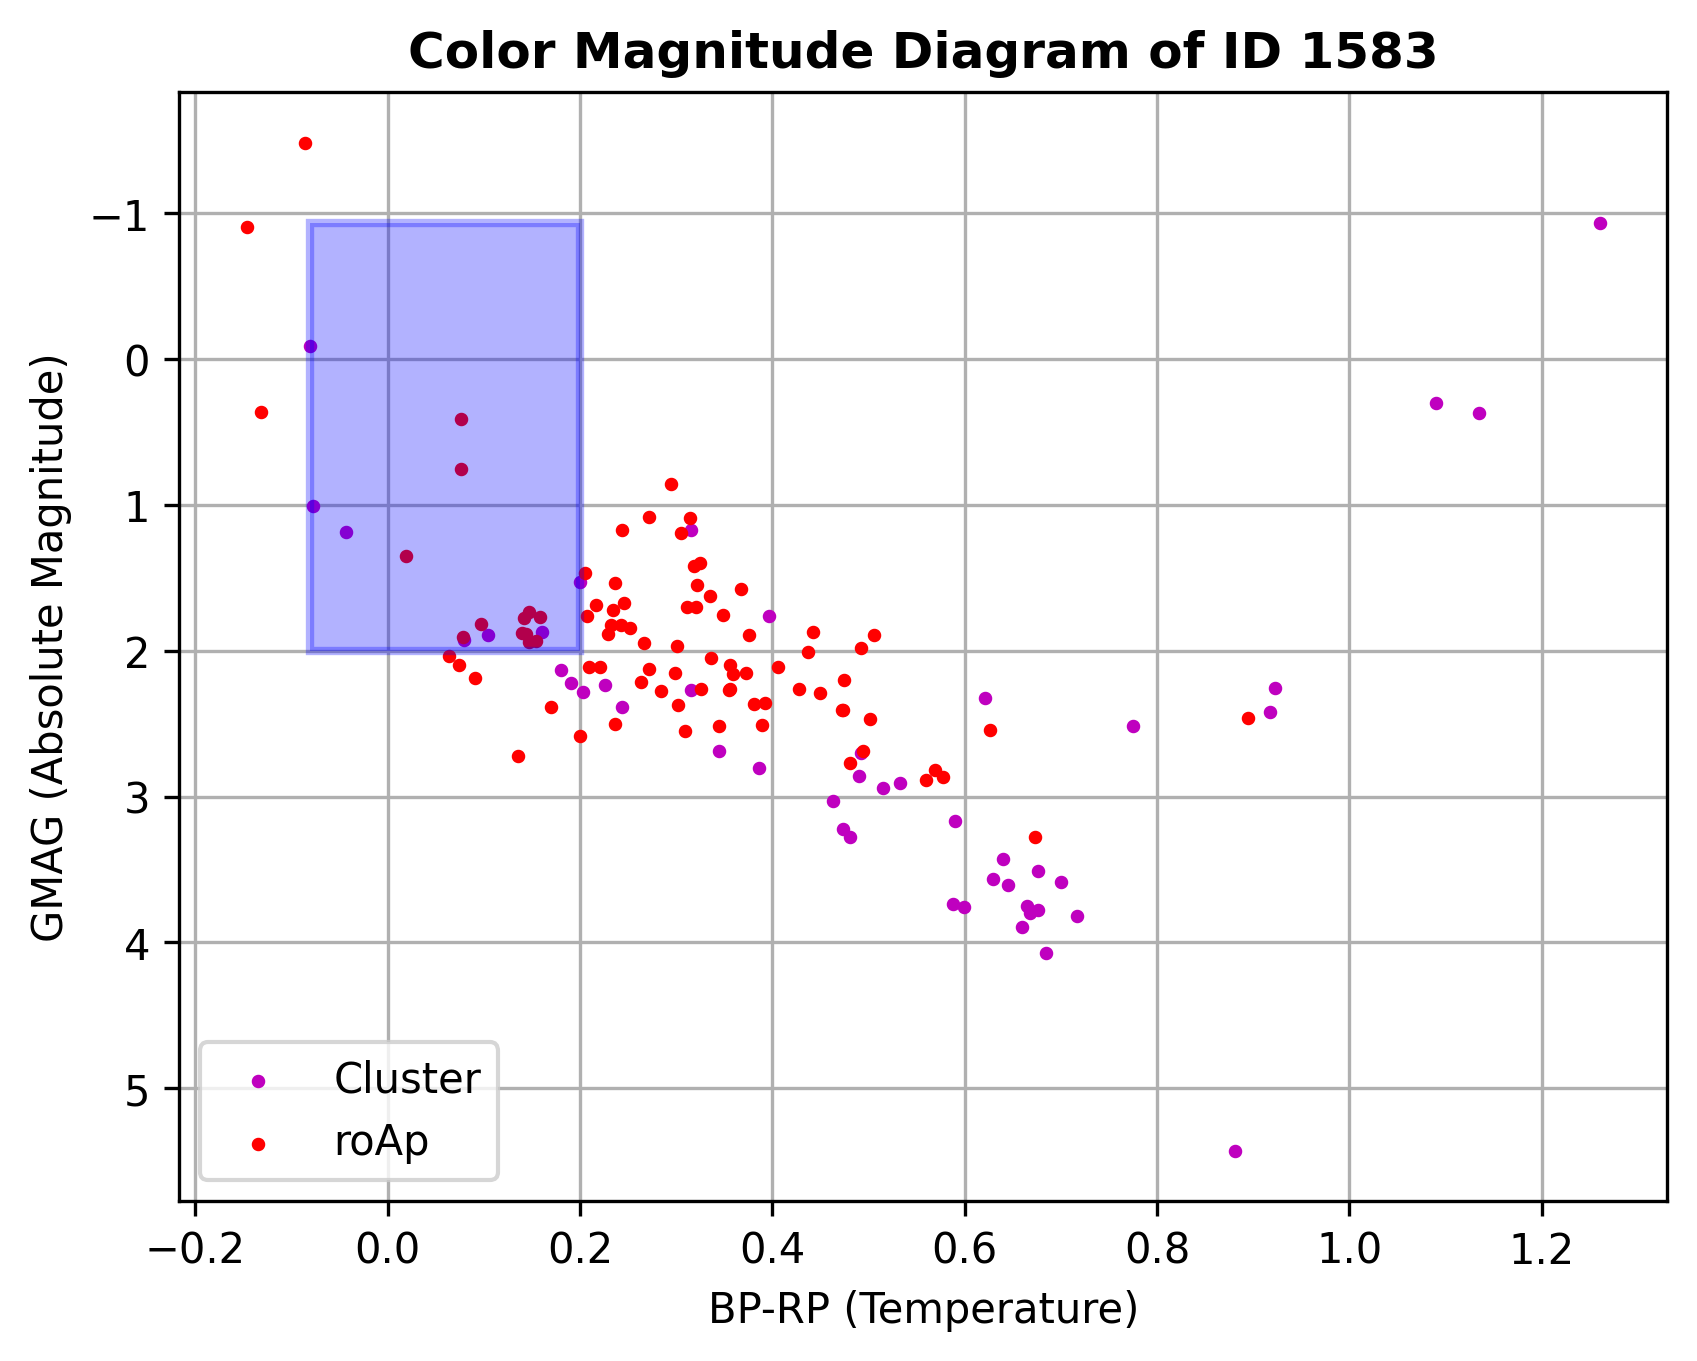 Color Magnitude Diagram of ID 1583
GMAG (Absolute Magnitude)
−1
0
1
2
3
4
5
Cluster
roAp
−0.2 0.0 0.2 0.4 0.6 0.8 1.0 1.2
BP-RP (Temperature)